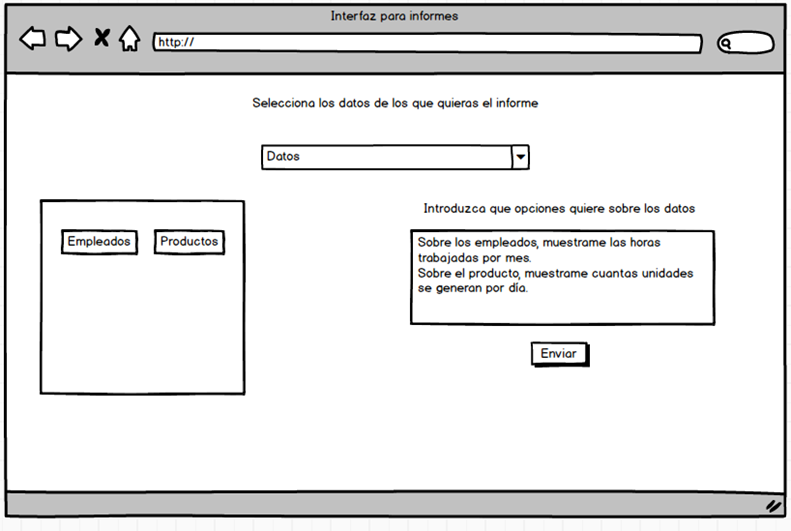 Interfaz para informes
http://
Selecciona los datos de los que quieras el informe
Datos
Empleados
Productos
Introduzca que opciones quiere sobre los datos
Sobre los empleados, muestrame las horas
trabajadas por mes.
Sobre el producto, muestrame cuantas unidades
se generan por día.
Enviar